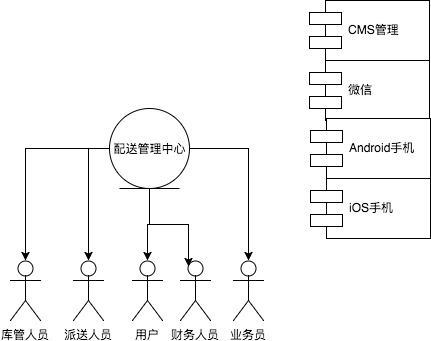 CMS管理
微信
配送管理中心
Android手机
iOS手机
库管人员
派送人员
用户
财务人员
业务员